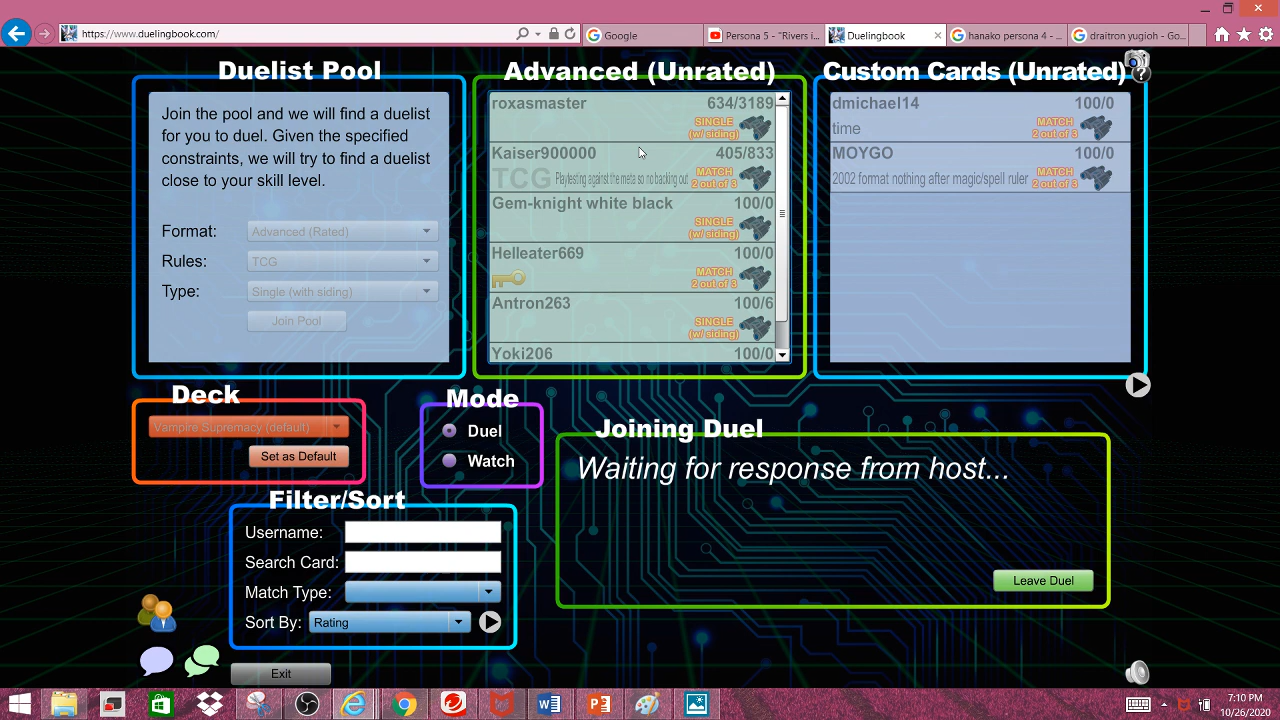 https://www.duelingbook.com/
Google
Persona 5 - "Rivers i...
Duelingbook
hanako persona 4 - ...
draitron yugioh - Go...
Duelist Pool
Join the pool and we will find a duelist
for you to duel. Given the specified
constraints, we will try to find a duelist
close to your skill level.
Format: Advanced (Rated)
Rules: TCG
Type: Single (with siding)
Join Pool
Advanced (Unrated)
roxasmaster 634/3189
SINGLE
(w/ siding)
Kaiser900000 405/833
TCG Playtesting against the meta so no backing out MATCH
2 out of 3
Gem-knight white black 100/0
SINGLE
(w/ siding)
Helleater669 100/0
MATCH
2 out of 3
Antron263 100/6
SINGLE
(w/ siding)
Yoki206 100/0
Custom Cards (Unrated)
?
dmichael14 100/0
time MATCH
2 out of 3
MOYGO 100/0
2002 format nothing after magic/spell ruler MATCH
2 out of 3
Deck
Vampire Supremacy (default)
Set as Default
Mode
Duel
Watch
Joining Duel
Waiting for response from host...
Leave Duel
Filter/Sort
Username:
Search Card:
Match Type:
Sort By: Rating
Exit
7:10 PM
10/26/2020